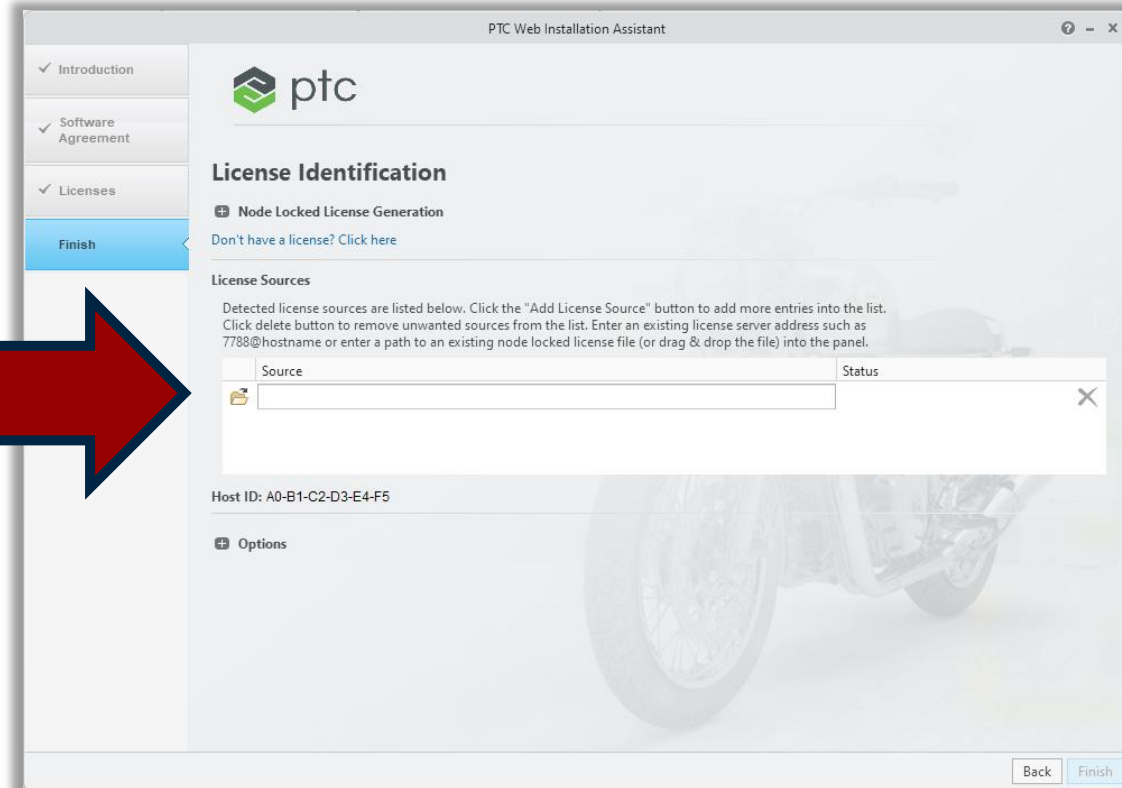 PTC Web Installation Assistant
Introduction
ptc
Software
Agreement
Licenses
Finish
License Identification
Node Locked License Generation
Don't have a license? Click here
License Sources
Detected license sources are listed below. Click the "Add License Source" button to add more entries into the list.
Click delete button to remove unwanted sources from the list. Enter an existing license server address such as
7788@hostname or enter a path to an existing node locked license file (or drag & drop the file) into the panel.
Source Status
Host ID: A0-B1-C2-D3-E4-F5
Options
Back Finish